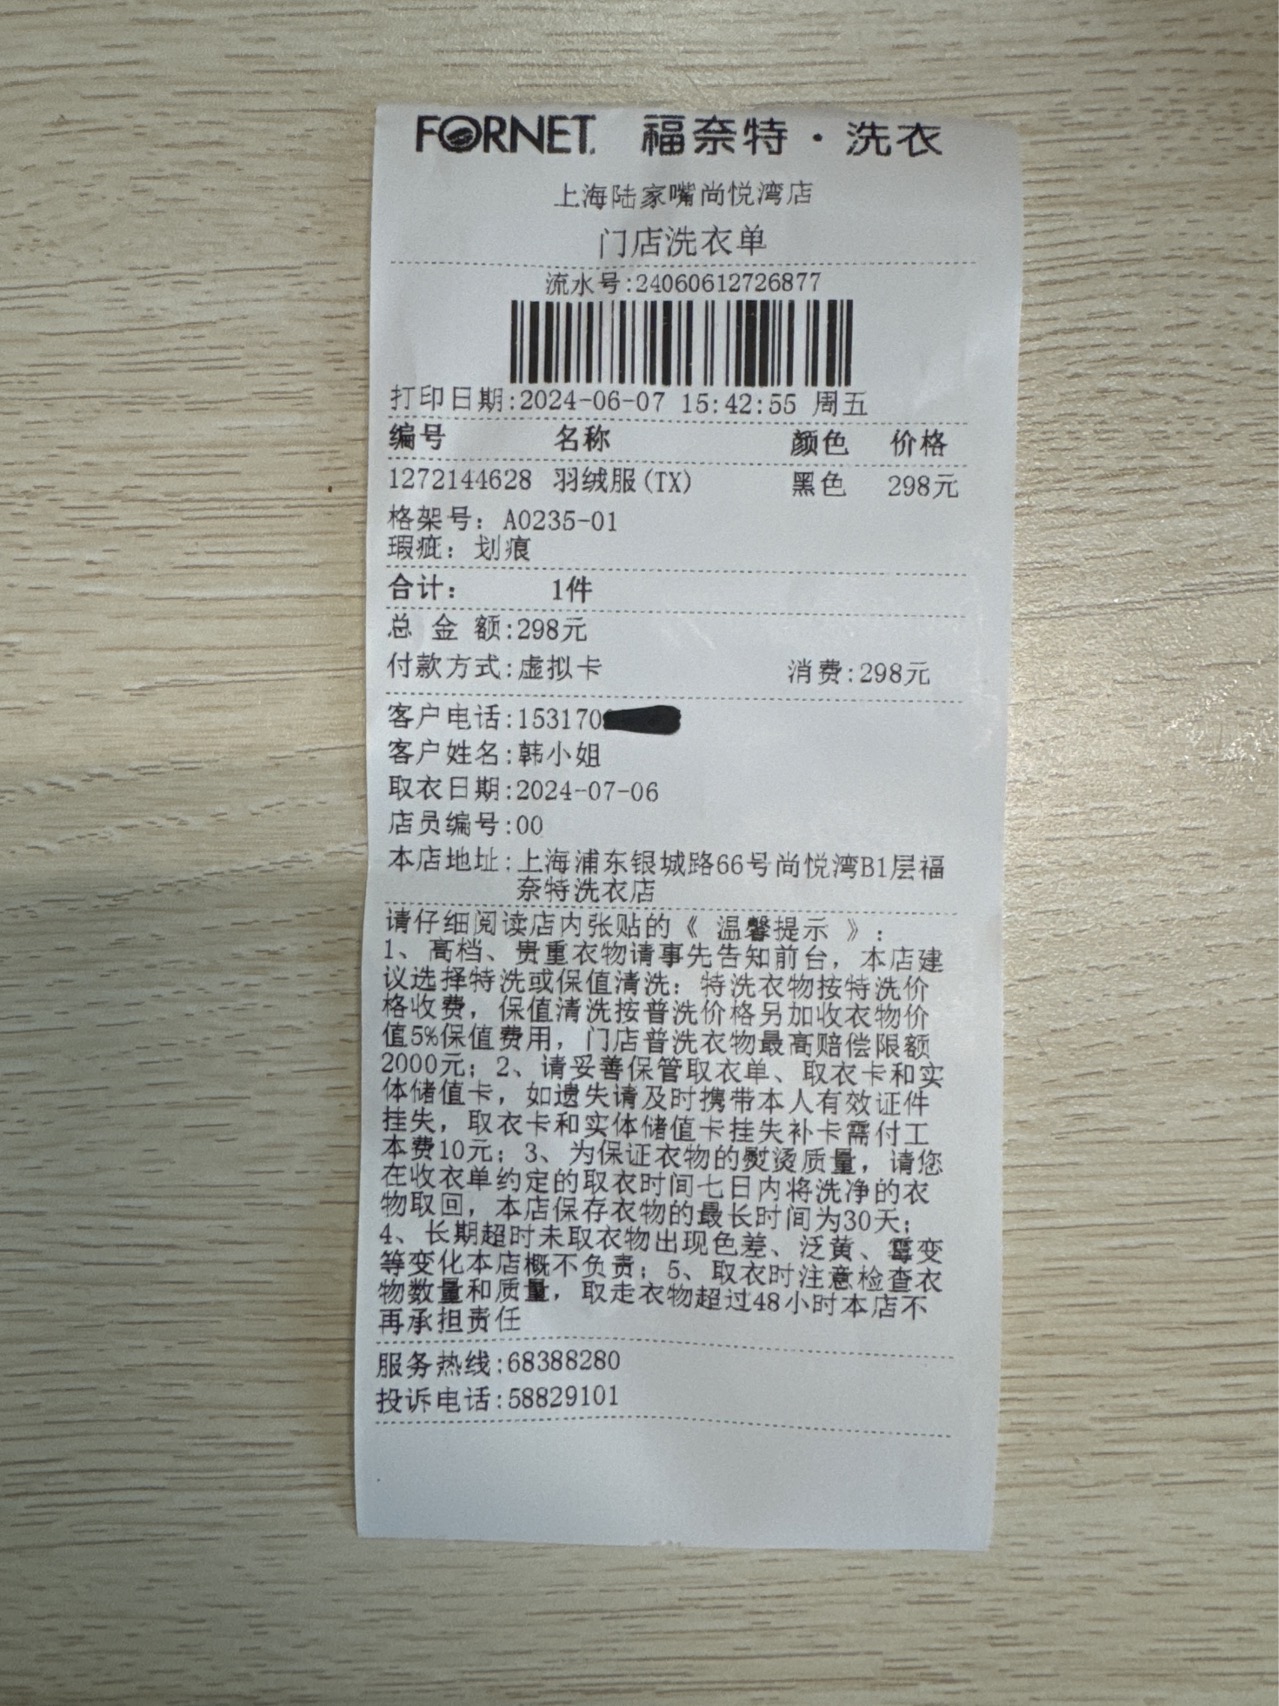 FORNET. 福奈特·洗衣
上海陆家嘴尚悦湾店
门店洗衣单
流水号:24060612726877
打印日期:2024-06-07 15:42:55 周五
编号 名称 颜色 价格
1272144628 羽绒服(TX) 黑色 298元
格架号: A0235-01
瑕疵: 划痕
合计: 1件
总 金 额:298元
付款方式:虚拟卡 消费:298元
客户电话:153170
客户姓名:韩小姐
取衣日期:2024-07-06
店员编号:00
本店地址:上海浦东银城路66号尚悦湾B1层福
奈特洗衣店
请仔细阅读店内张贴的《 温馨提示 》:
1、高档、贵重衣物请事先告知前台，本店建
议选择特洗或保值清洗；特洗衣物按特洗价
格收费，保值清洗按普洗价格另加收衣物价
值5%保值费用，门店普洗衣物最高赔偿限额
2000元；2、请妥善保管取衣单、取衣卡和实
体储值卡，如遗失请及时携带本人有效证件
挂失，取衣卡和实体储值卡挂失补卡需付工
本费10元；3、为保证衣物的熨烫质量，请您
在收衣单约定的取衣时间七日内将洗净的衣
物取回，本店保存衣物的最长时间为30天；
4、长期超时未取衣物出现色差、泛黄、霉变
等变化本店概不负责；5、取衣时注意检查衣
物数量和质量，取走衣物超过48小时本店不
再承担责任
服务热线:68388280
投诉电话:58829101